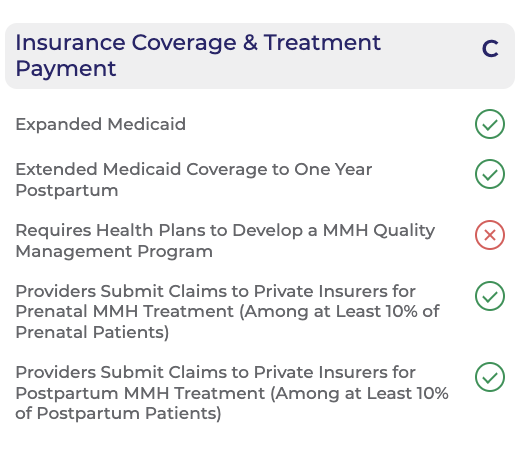 Insurance Coverage & Treatment
Payment
C
Expanded Medicaid
Extended Medicaid Coverage to One Year
Postpartum
Requires Health Plans to Develop a MMH Quality
Management Program
Providers Submit Claims to Private Insurers for
Prenatal MMH Treatment (Among at Least 10% of
Prenatal Patients)
Providers Submit Claims to Private Insurers for
Postpartum MMH Treatment (Among at Least 10%
of Postpartum Patients)